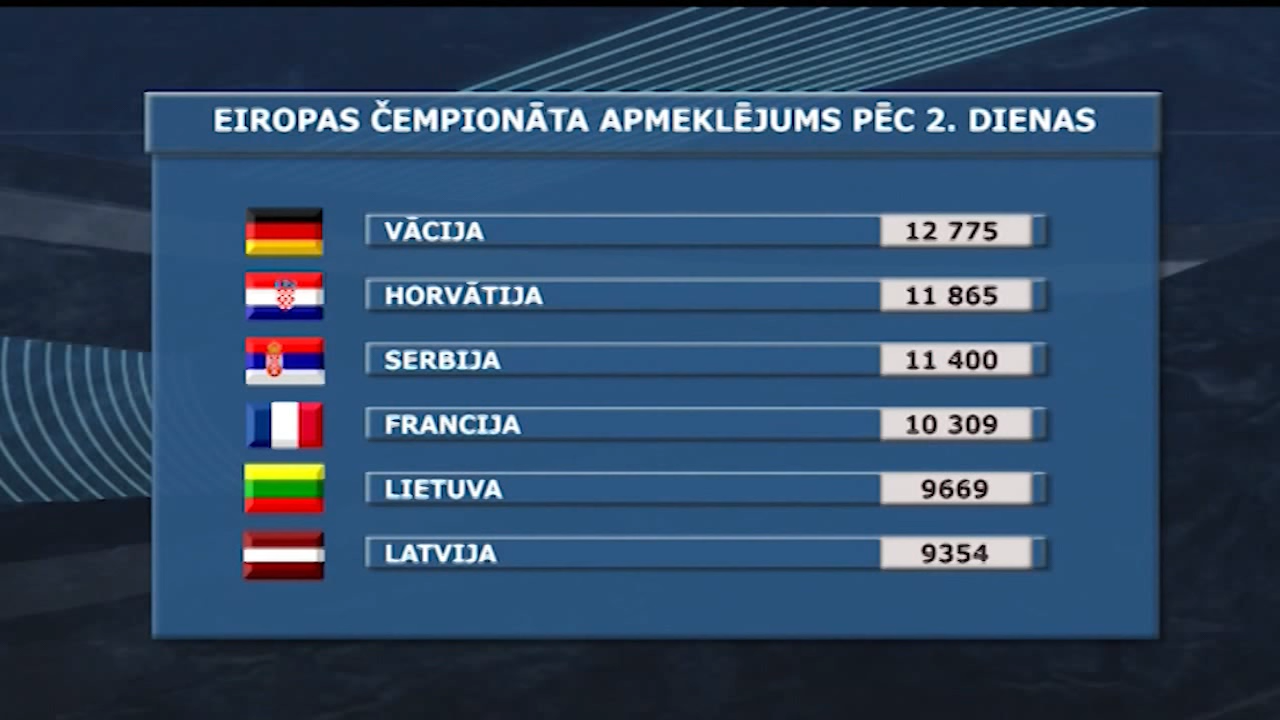 EIROPAS ČEMPIONĀTA APMEKLĒJUMS PĒC 2. DIENAS
VĀCIJA 12 775
HORVĀTIJA 11 865
SERBIJA 11 400
FRANCIJA 10 309
LIETUVA 9669
LATVIJA 9354